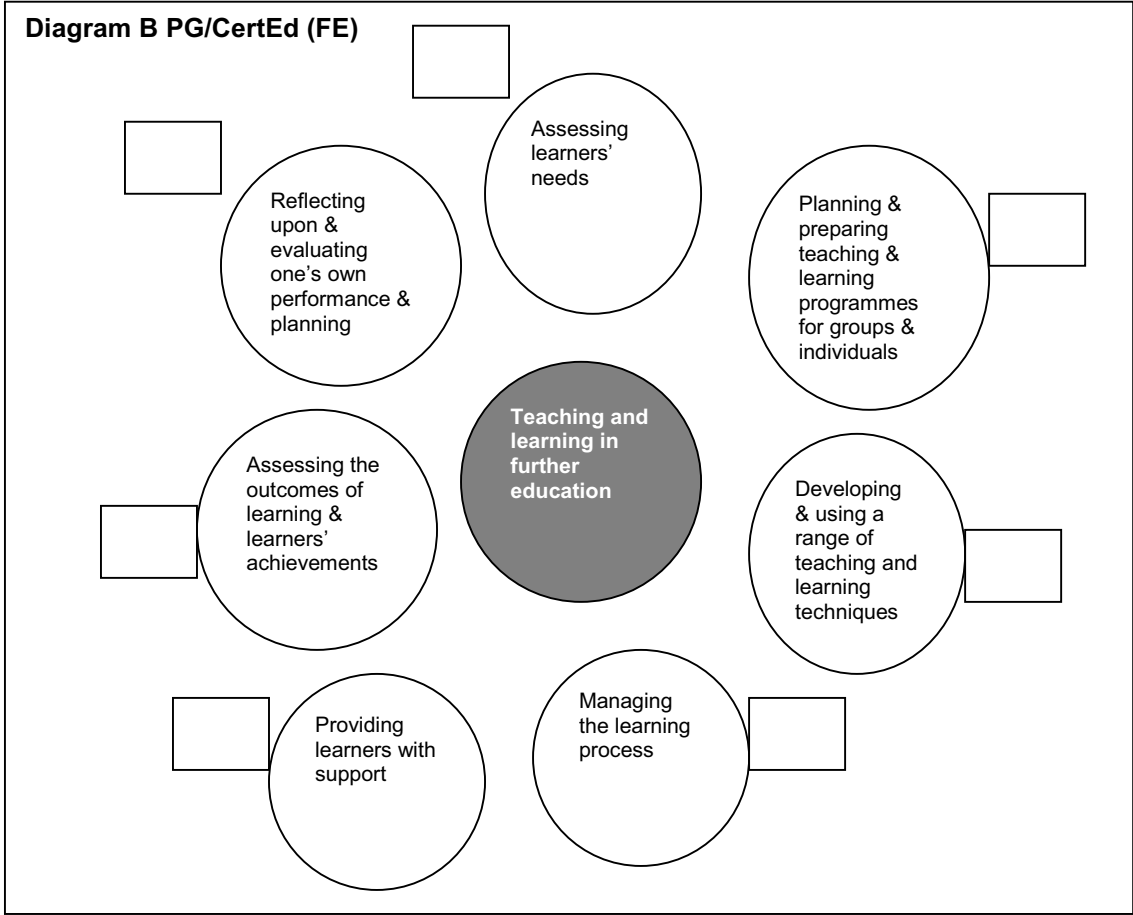 Diagram B PG/CertEd (FE)
Assessing
learners’
needs
Planning &
preparing
teaching &
learning
programmes
for groups &
individuals
Developing
& using a
range of
teaching and
learning
techniques
Managing
the learning
process
Providing
learners with
support
Assessing the
outcomes of
learning &
learners’
achievements
Reflecting
upon &
evaluating
one’s own
performance &
planning
Teaching and
learning in
further
education